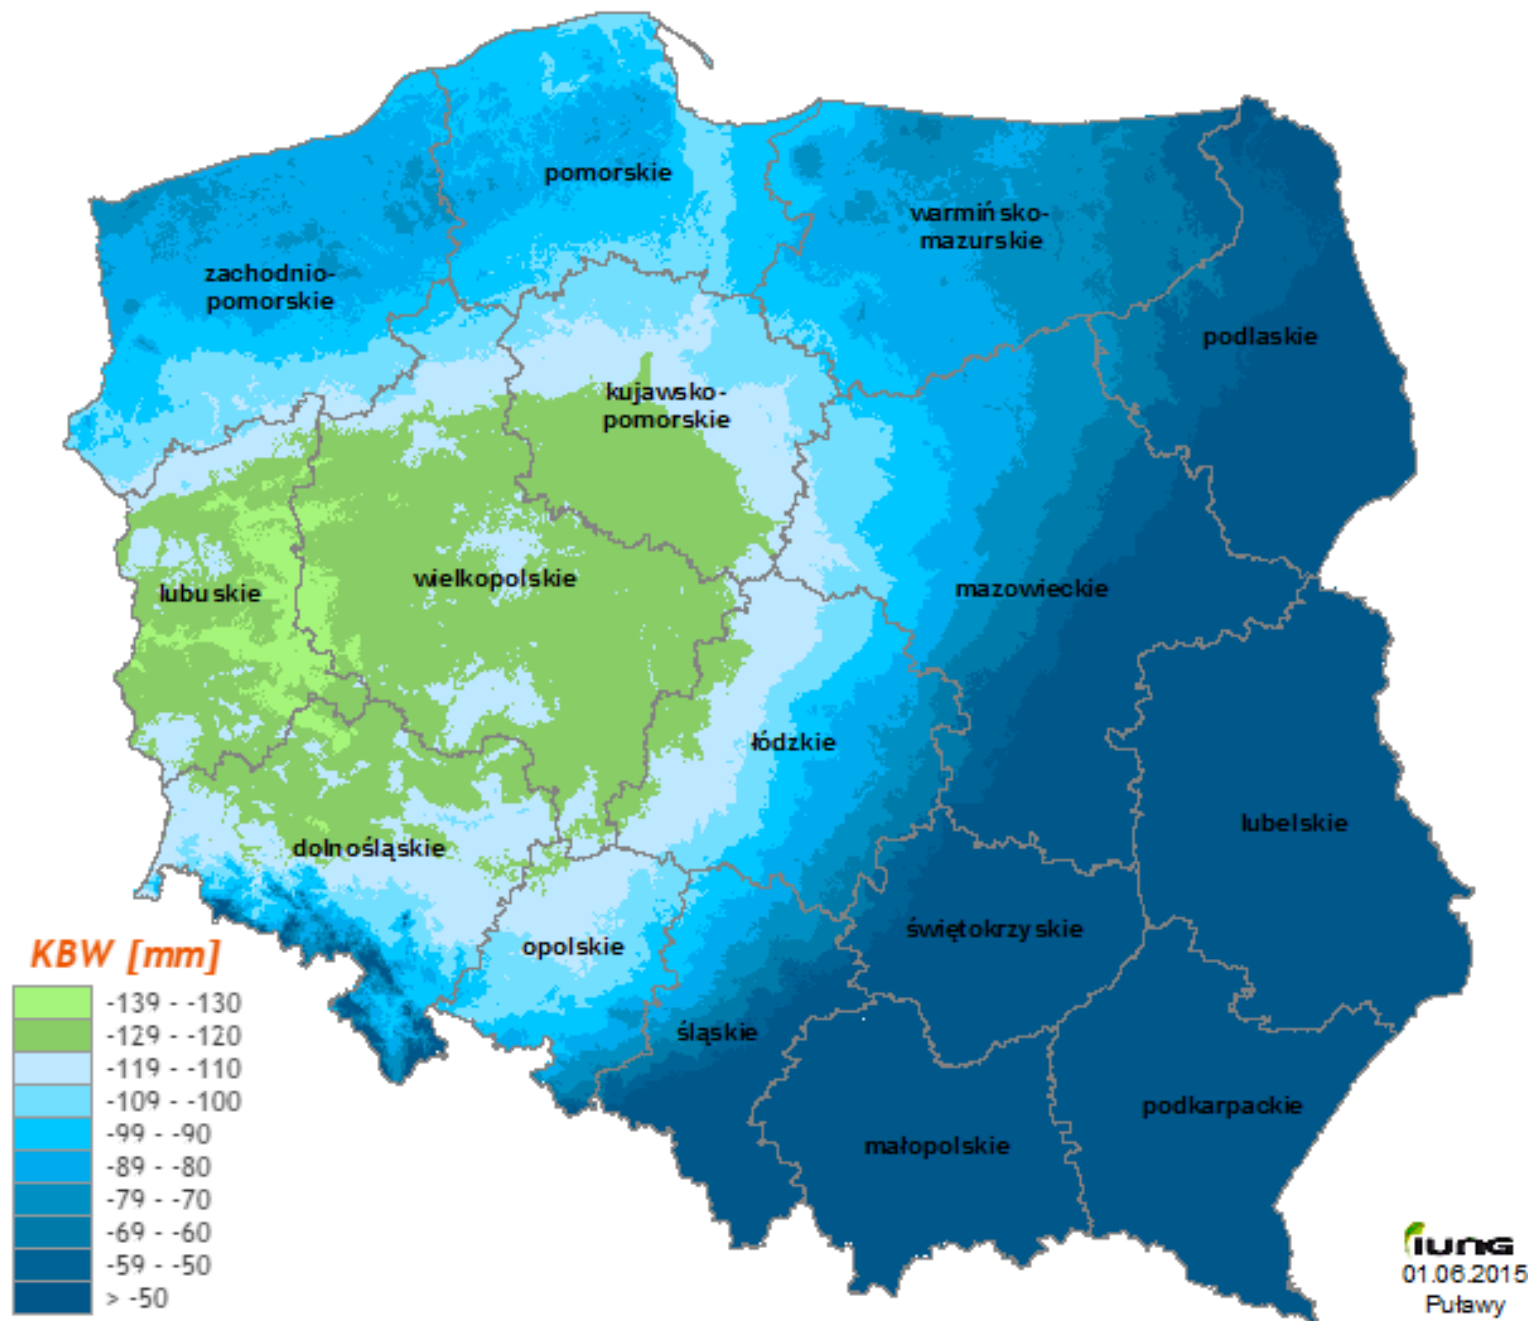 pomorskie
warmińsko-
mazurskie
zachodnio-
pomorskie
podlaskie
kujawsko-
pomorskie
lubuskie
wielkopolskie
mazowieckie
łódzkie
lubelskie
dolnośląskie
świętokrzyskie
opolskie
śląskie
podkarpackie
małopolskie
KBW [mm]
-139 - -130
-129 - -120
-119 - -110
-109 - -100
-99 - -90
-89 - -80
-79 - -70
-69 - -60
-59 - -50
> -50
iung
01.06.2015
Puławy